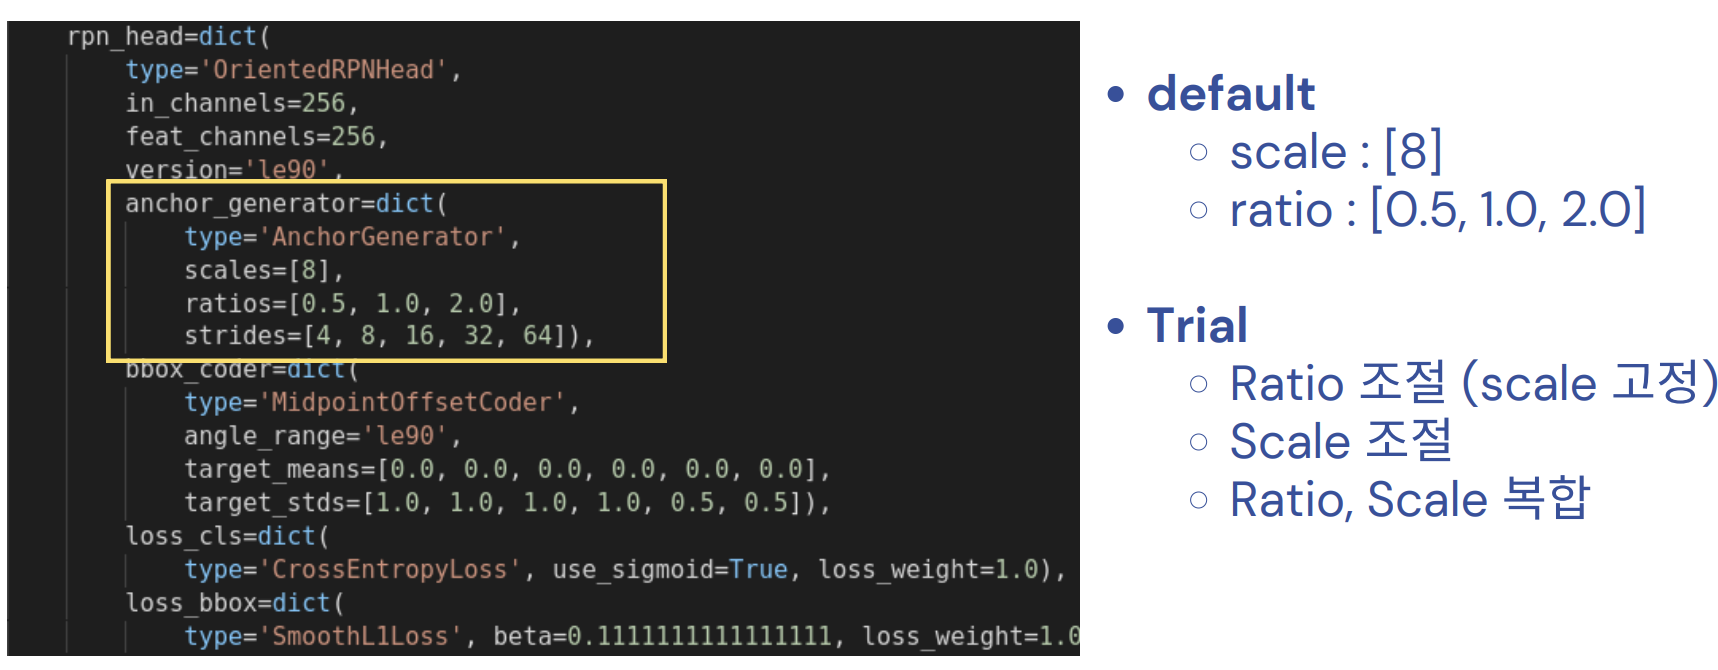 rpn_head=dict(
type='OrientedRPNHead',
in_channels=256,
feat_channels=256,
version='le90',
anchor_generator=dict(
type='AnchorGenerator',
scales=[8],
ratios=[0.5, 1.0, 2.0],
strides=[4, 8, 16, 32, 64]),
bbox_coder=dict(
type='MidpointOffsetCoder',
angle_range='le90',
target_means=[0.0, 0.0, 0.0, 0.0, 0.0, 0.0],
target_stds=[1.0, 1.0, 1.0, 1.0, 0.5, 0.5]),
loss_cls=dict(
type='CrossEntropyLoss', use_sigmoid=True, loss_weight=1.0),
loss_bbox=dict(
type='SmoothL1Loss', beta=0.1111111111111111, loss_weight=1.0
• default
○ scale : [8]
○ ratio : [0.5, 1.0, 2.0]
• Trial
○ Ratio 조절 (scale 고정)
○ Scale 조절
○ Ratio, Scale 복합